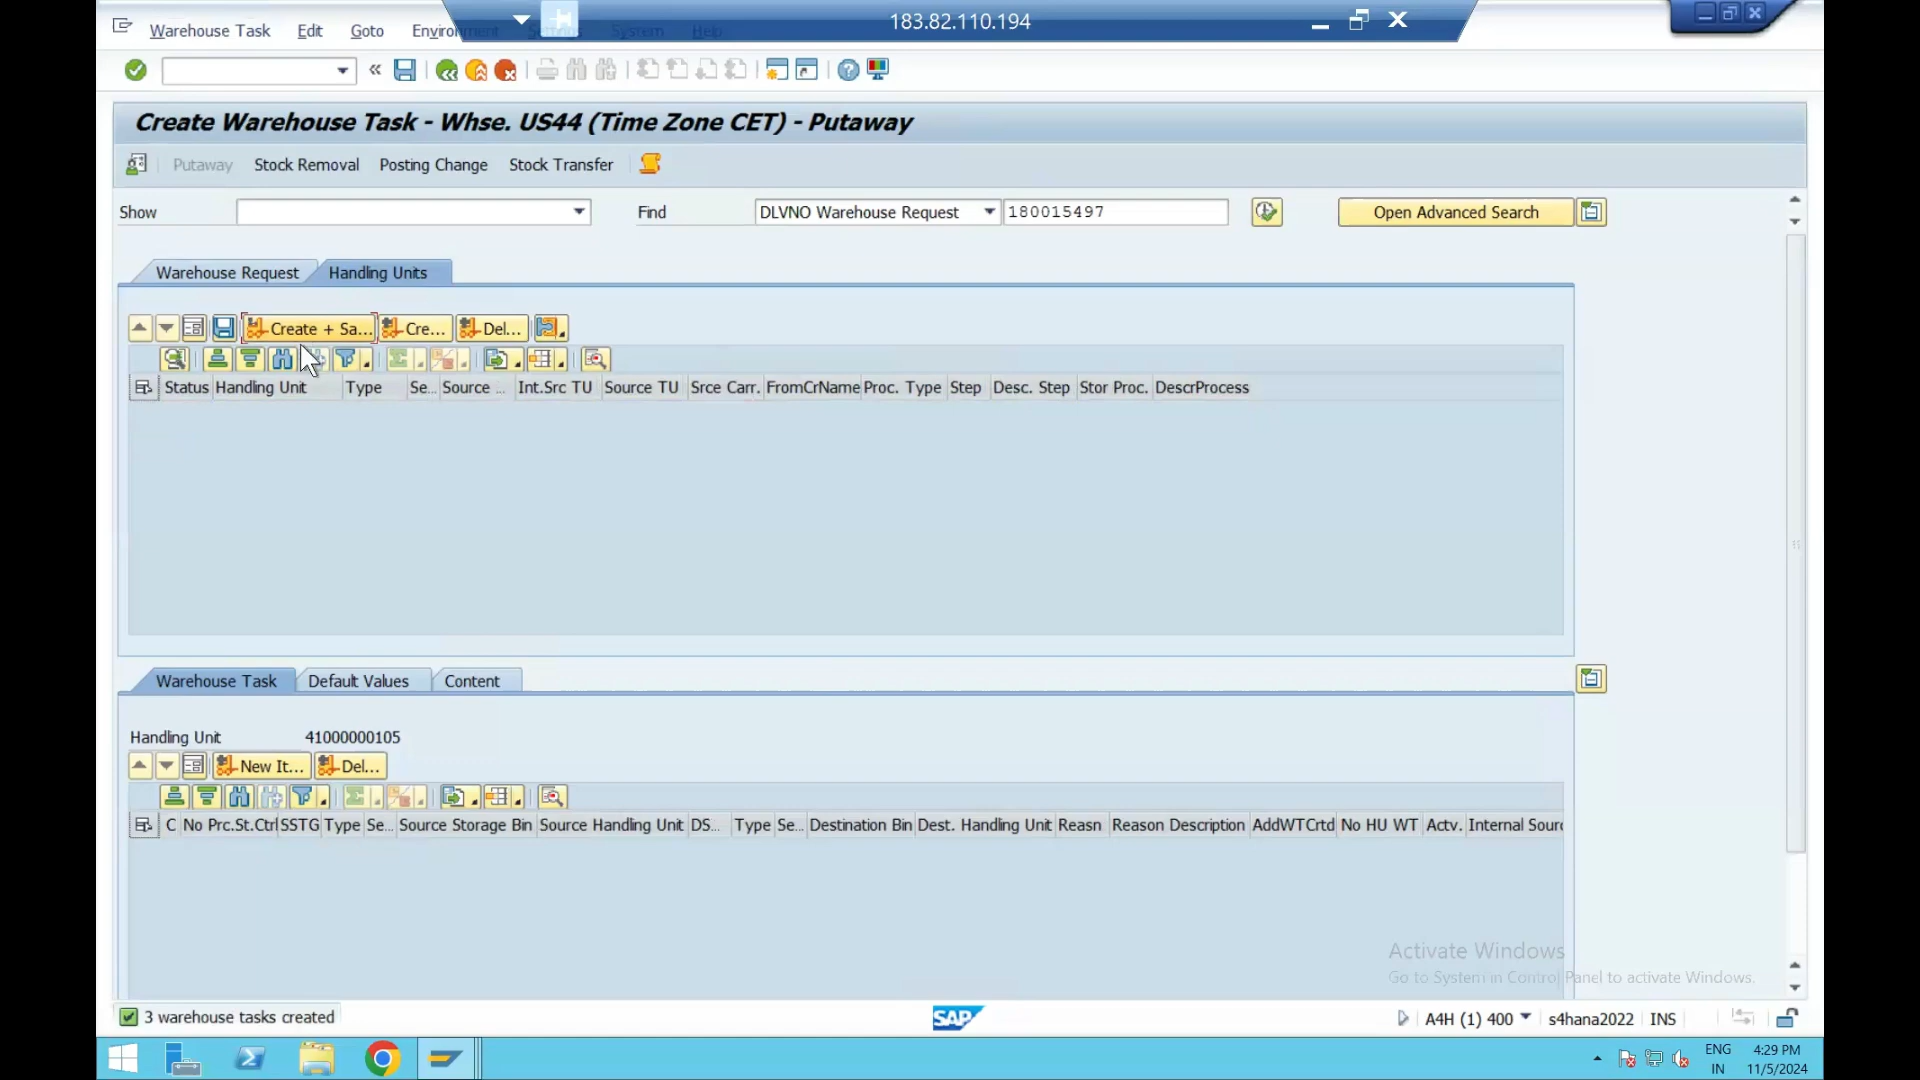 183.82.110.194
Warehouse Task Edit Goto Environment Settings System Help
Create Warehouse Task - Whse. US44 (Time Zone CET) - Putaway
Putaway Stock Removal Posting Change Stock Transfer
Show Find DLVNO Warehouse Request 180015497 Open Advanced Search
Warehouse Request Handling Units
Create + Sa... Cre... Del...
Status Handling Unit Type Se... Source ... Int.Src TU Source TU Srce Carr. FromCrName Proc. Type Step Desc. Step Stor Proc. DescrProcess
Warehouse Task Default Values Content
Handling Unit 41000000105
New It... Del...
C No Prc.St.Ctrl SSTG Type Se... Source Storage Bin Source Handling Unit DS... Type Se... Destination Bin Dest. Handling Unit Reasn Reason Description AddWTCrtd No HU WT Actv. Internal Sour
Activate Windows
Go to System in Control Panel to activate Windows.
3 warehouse tasks created SAP A4H (1) 400 s4hana2022 INS
ENG 4:29 PM
IN 11/5/2024